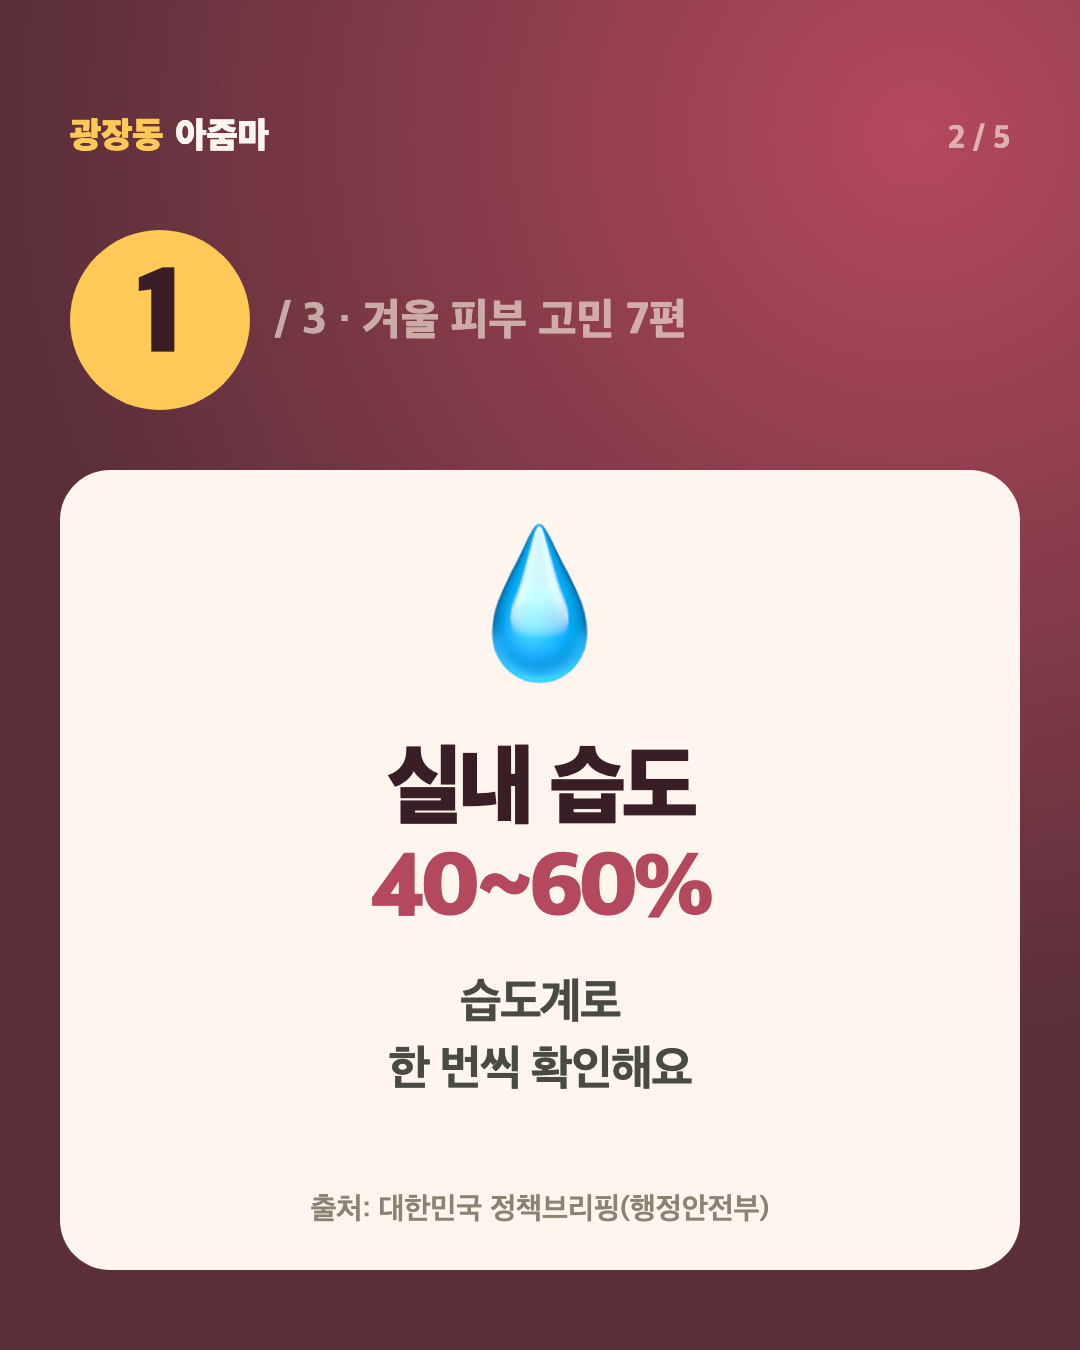 광장동 아줌마
2 / 5
1 / 3 · 겨울 피부 고민 7편
실내 습도
40~60%
습도계로
한 번씩 확인해요
출처: 대한민국 정책브리핑(행정안전부)